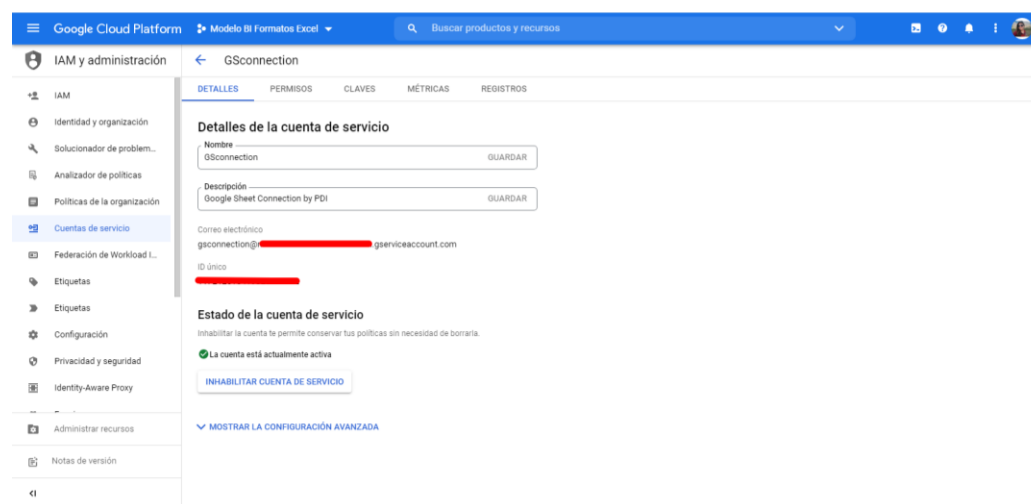 Google Cloud Platform
Modelo BI Formatos Excel
Buscar productos y recursos
IAM y administración
GSconnection
IAM
Identidad y organización
Solucionador de problem...
Analizador de políticas
Políticas de la organización
Cuentas de servicio
Federación de Workload I...
Etiquetas
Etiquetas
Configuración
Privacidad y seguridad
Identity-Aware Proxy
Administrar recursos
Notas de versión
DETALLES PERMISOS CLAVES MÉTRICAS REGISTROS
Detalles de la cuenta de servicio
Nombre
GSconnection GUARDAR
Descripción
Google Sheet Connection by PDI GUARDAR
Correo electrónico
gsconnection@ gserviceaccount.com
ID único
Estado de la cuenta de servicio
Inhabilitar la cuenta te permite conservar tus políticas sin necesidad de borrarla.
La cuenta está actualmente activa
INHABILITAR CUENTA DE SERVICIO
MOSTRAR LA CONFIGURACIÓN AVANZADA